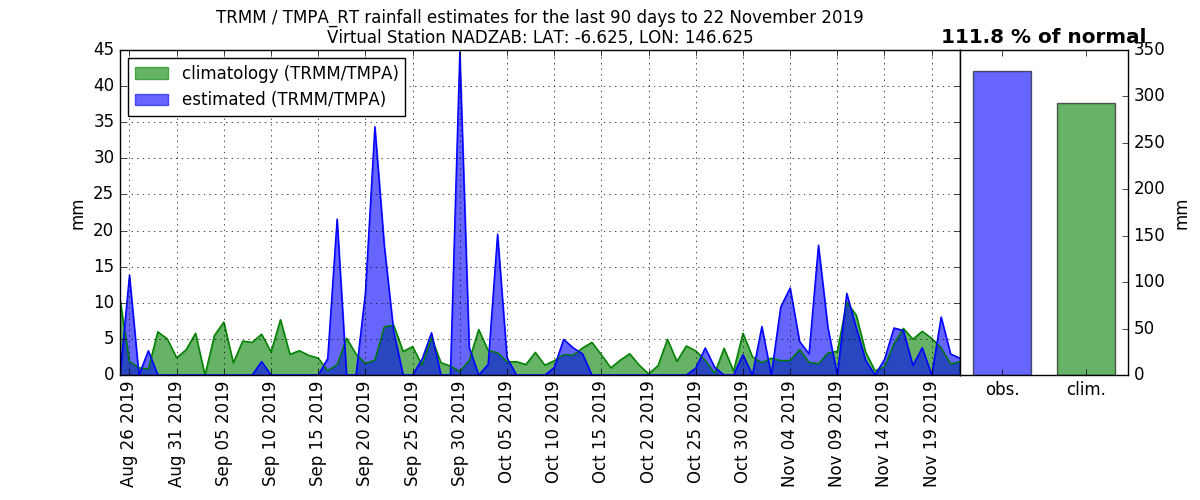 TRMM / TMPA_RT rainfall estimates for the last 90 days to 22 November 2019
Virtual Station NADZAB: LAT: -6.625, LON: 146.625
111.8 % of normal
climatology (TRMM/TMPA)
estimated (TRMM/TMPA)
45
40
35
30
25
20
15
10
5
0
mm
Aug 26 2019
Aug 31 2019
Sep 05 2019
Sep 10 2019
Sep 15 2019
Sep 20 2019
Sep 25 2019
Sep 30 2019
Oct 05 2019
Oct 10 2019
Oct 15 2019
Oct 20 2019
Oct 25 2019
Oct 30 2019
Nov 04 2019
Nov 09 2019
Nov 14 2019
Nov 19 2019
350
300
250
200
150
100
50
0
mm
obs.
clim.